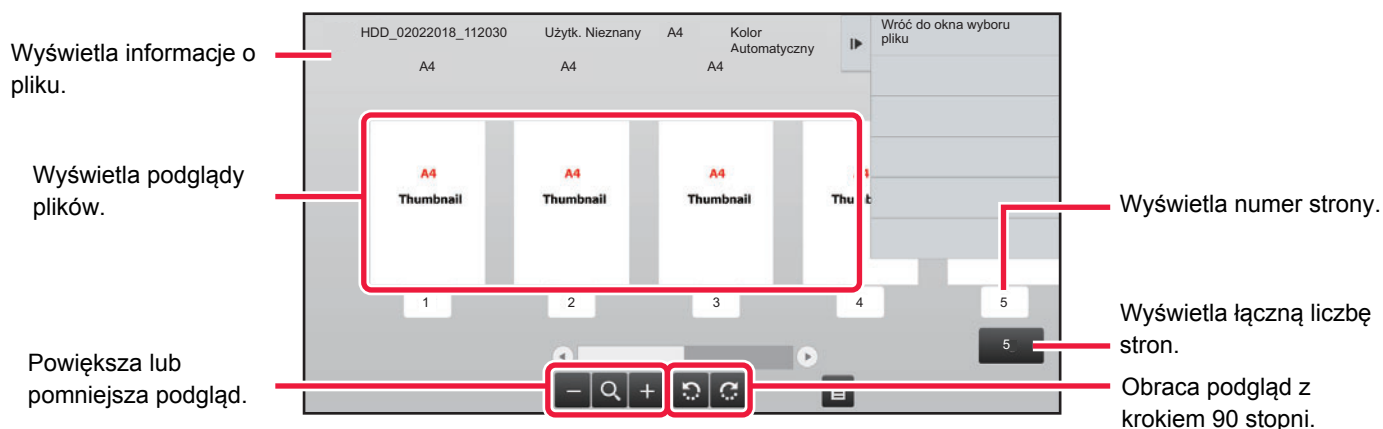 Wyświetla informacje o
pliku.
HDD_02022018_112030 Użytk. Nieznany A4 Kolor
Automatyczny
A4 A4 A4
Wróć do okna wyboru
pliku
Wyświetla podglądy
plików.
A4 A4 A4
Thumbnail Thumbnail Thumbnail
1 2 3 4 5
5
Wyświetla numer strony.
Wyświetla łączną liczbę
stron.
Powiększa lub
pomniejsza podgląd.
Obraca podgląd z
krokiem 90 stopni.